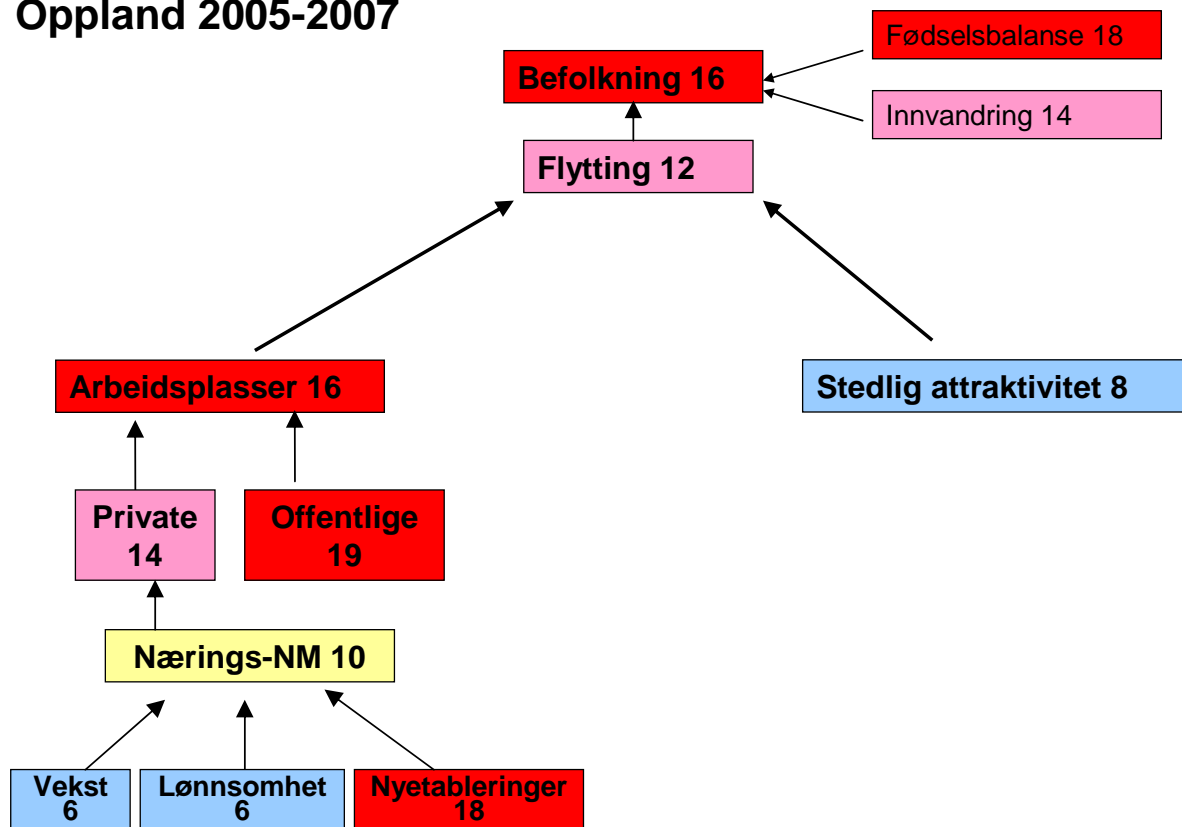 Oppland 2005-2007
Fødselsbalanse 18
Befolkning 16
Innvandring 14
Flytting 12
Arbeidsplasser 16
Stedlig attraktivitet 8
Private
14
Offentlige
19
Nærings-NM 10
Vekst
6
Lønnsomhet
6
Nyetableringer
18